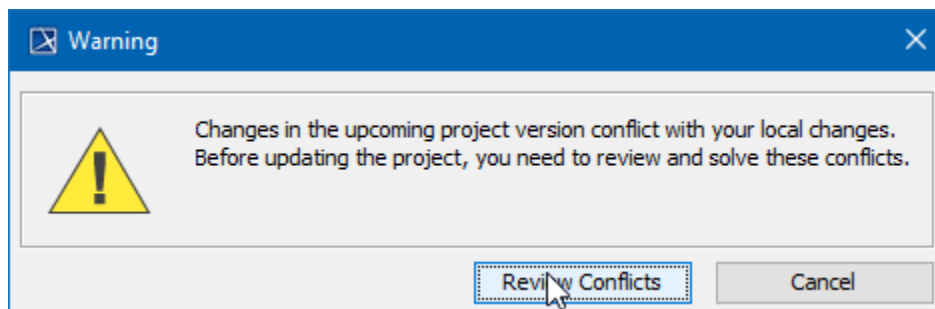 Warning
Changes in the upcoming project version conflict with your local changes.
Before updating the project, you need to review and solve these conflicts.
Review Conflicts
Cancel